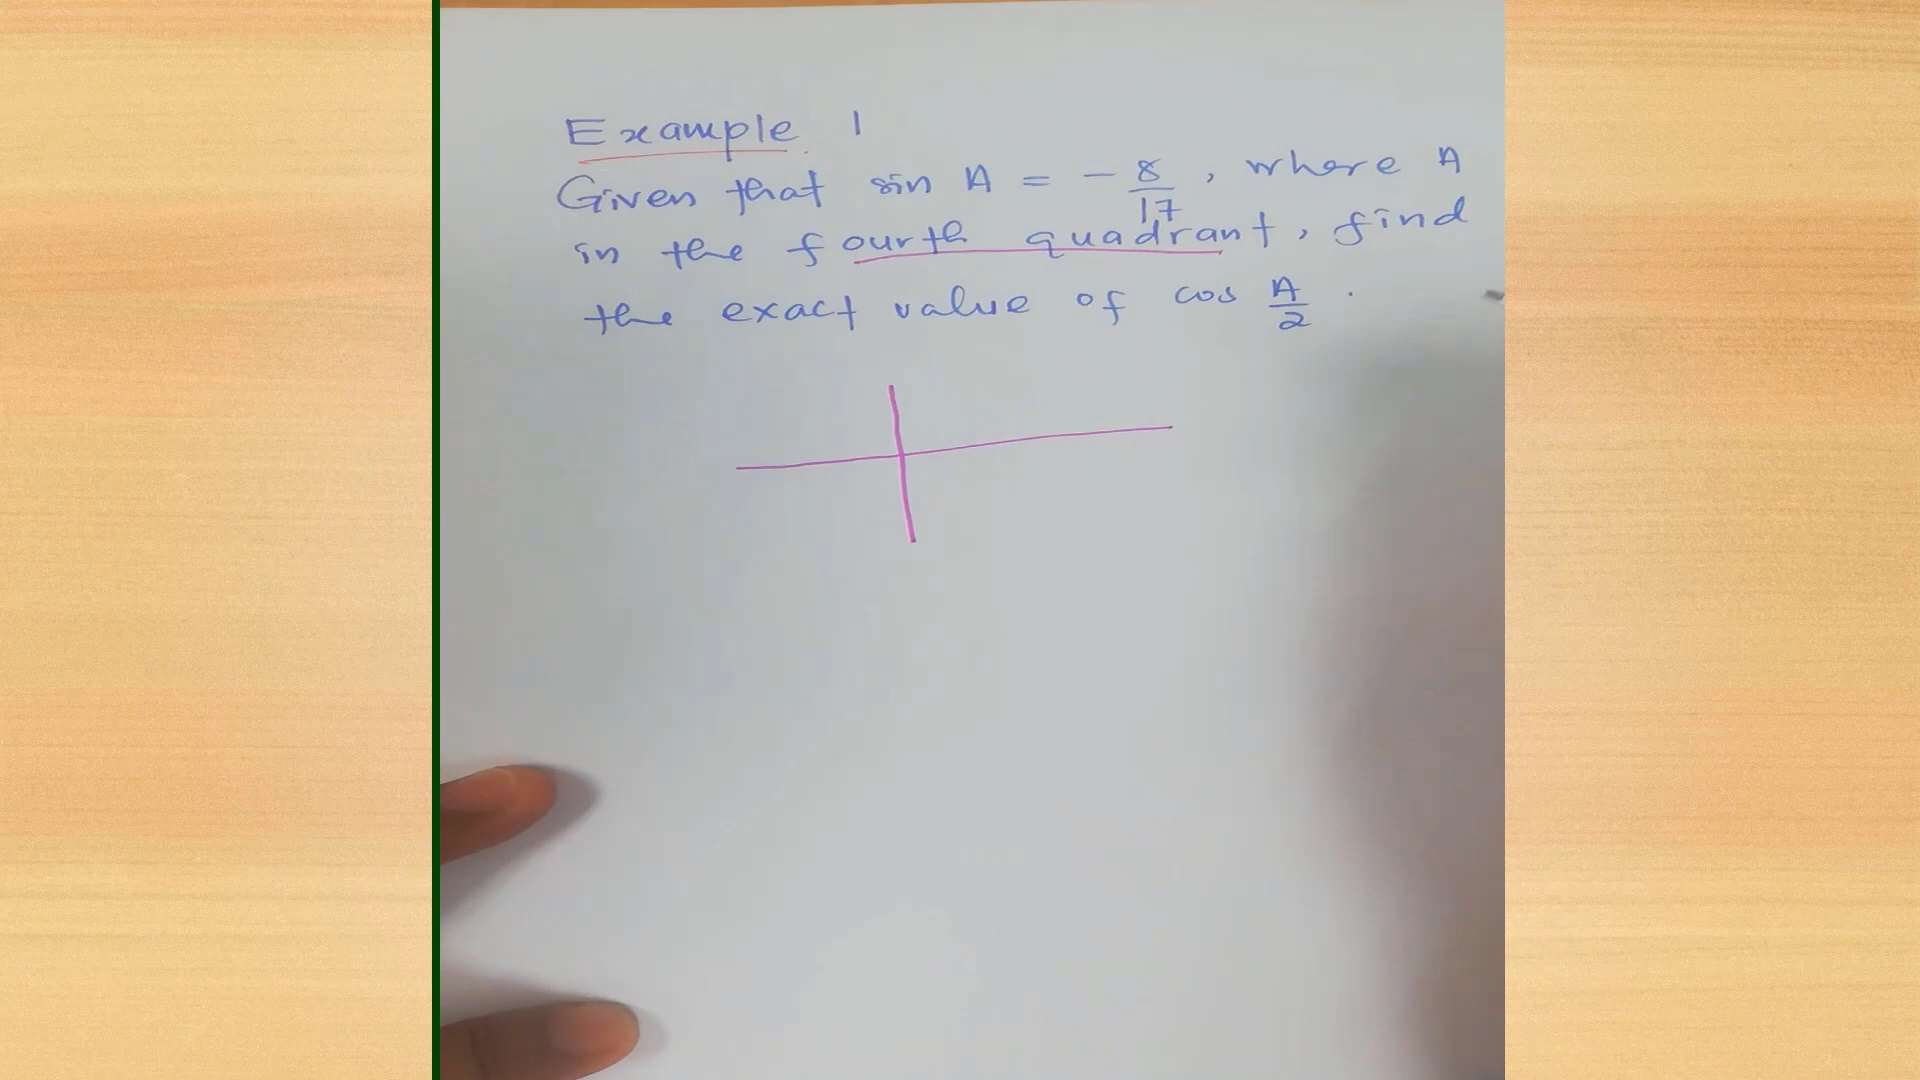 Example 1
Given that sin A = - 8/17, where A
in the fourth quadrant, find
the exact value of cos A/2.